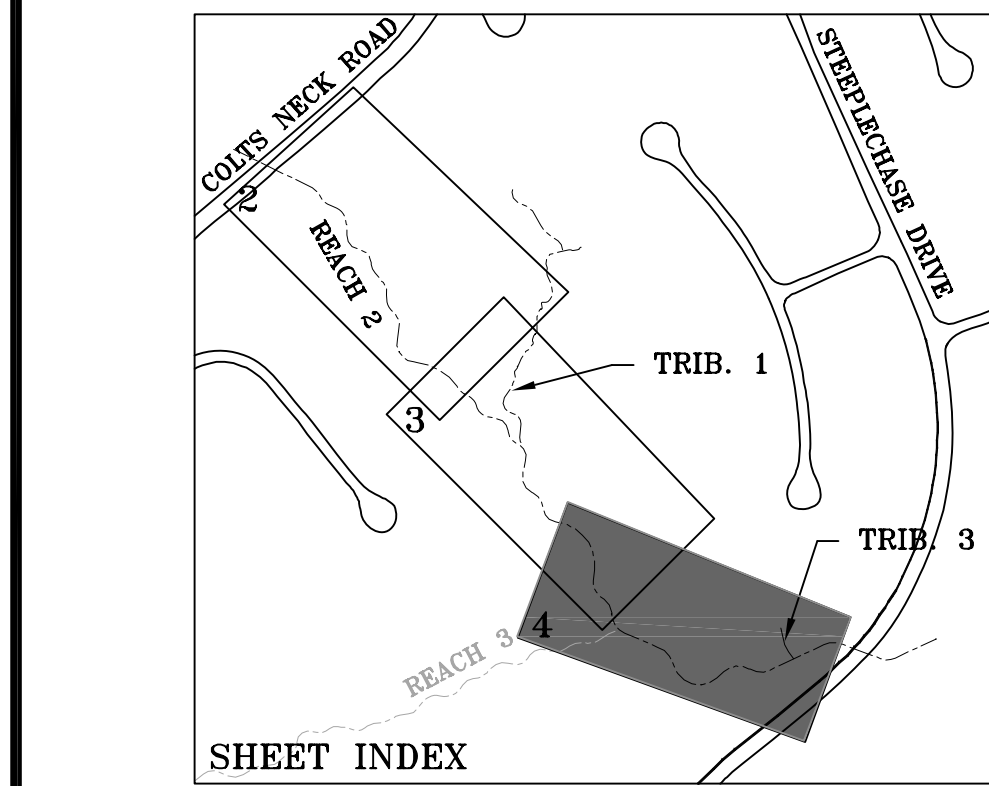 COLTS NECK ROAD
STEEPLECHASE DRIVE
2
REACH 2
TRIB. 1
3
TRIB. 3
4
REACH 3
SHEET INDEX